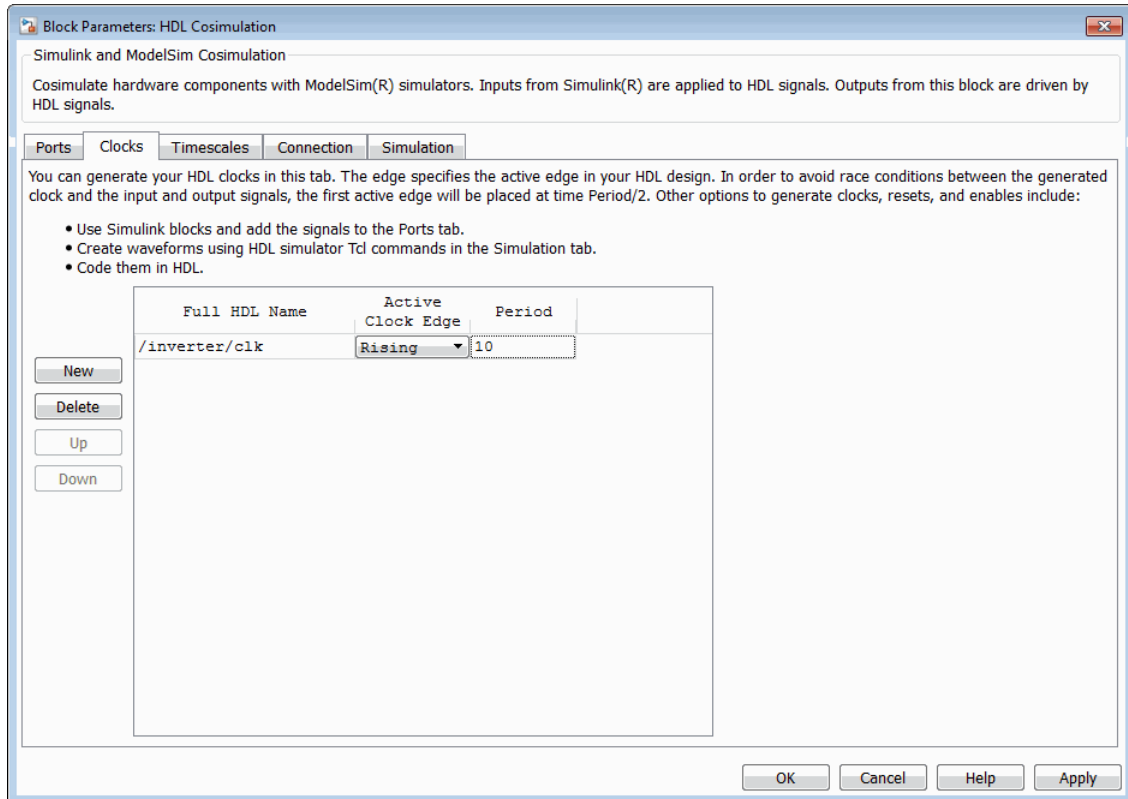 Block Parameters: HDL Cosimulation
Simulink and ModelSim Cosimulation
Cosimulate hardware components with ModelSim(R) simulators. Inputs from Simulink(R) are applied to HDL signals. Outputs from this block are driven by
HDL signals.
Ports Clocks Timescales Connection Simulation
You can generate your HDL clocks in this tab. The edge specifies the active edge in your HDL design. In order to avoid race conditions between the generated
clock and the input and output signals, the first active edge will be placed at time Period/2. Other options to generate clocks, resets, and enables include:
• Use Simulink blocks and add the signals to the Ports tab.
• Create waveforms using HDL simulator Tcl commands in the Simulation tab.
• Code them in HDL.
Full HDL Name Active Clock Edge Period
/inverter/clk Rising 10
New
Delete
Up
Down
OK Cancel Help Apply